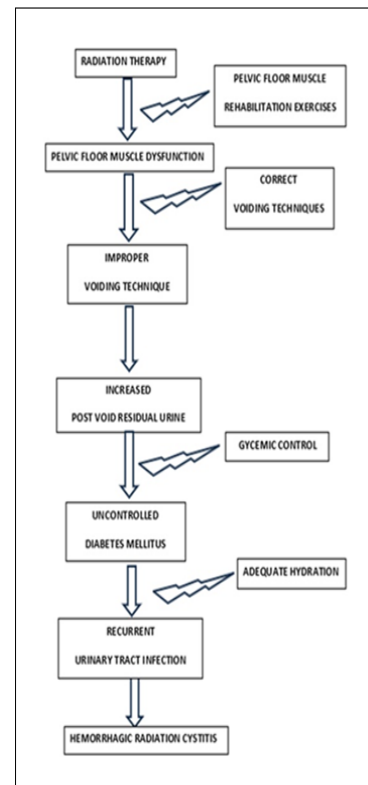 RADIATION THERAPY
PELVIC FLOOR MUSCLE
REHABILITATION EXERCISES
PELVIC FLOOR MUSCLE DYSFUNCTION
CORRECT
VOIDING TECHNIQUES
IMPROPER
VOIDING TECHNIQUE
INCREASED
POST VOID RESIDUAL URINE
GYCEMIC CONTROL
UNCONTROLLED
DIABETES MELLITUS
ADEQUATE HYDRATION
RECURRENT
URINARY TRACT INFECTION
HEMORRHAGIC RADIATION CYSTITIS